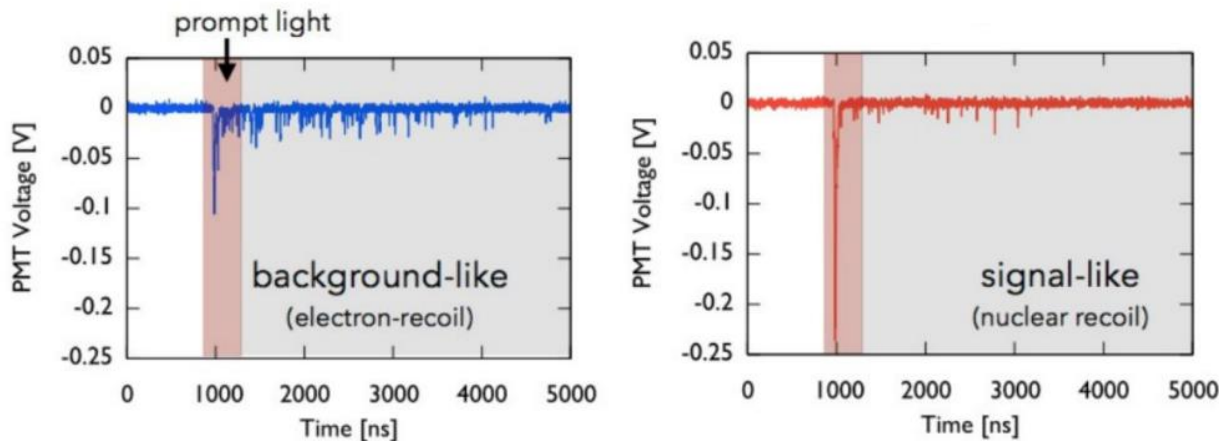 prompt light
0.05
0
-0.05
-0.1
-0.15
-0.2
-0.25
PMT Voltage [V]
background-like
(electron-recoil)
0 1000 2000 3000 4000 5000
Time [ns]
0.05
0
-0.05
-0.1
-0.15
-0.2
-0.25
PMT Voltage [V]
signal-like
(nuclear recoil)
0 1000 2000 3000 4000 5000
Time [ns]